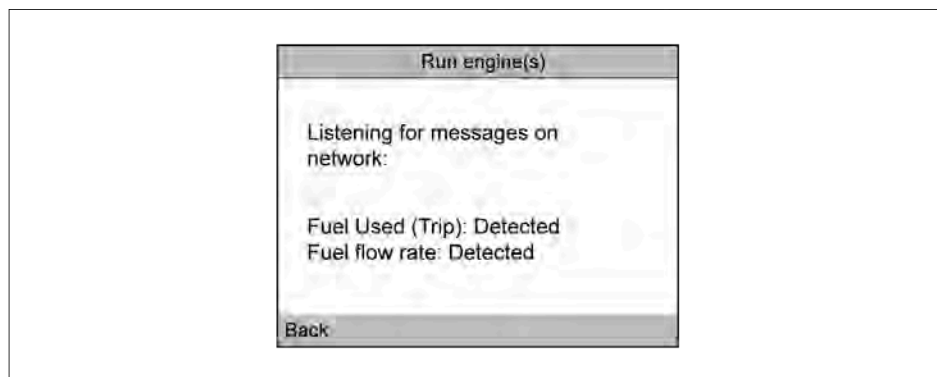 Run engine(s)
Listening for messages on
network:
Fuel Used (Trip): Detected
Fuel flow rate: Detected
Back